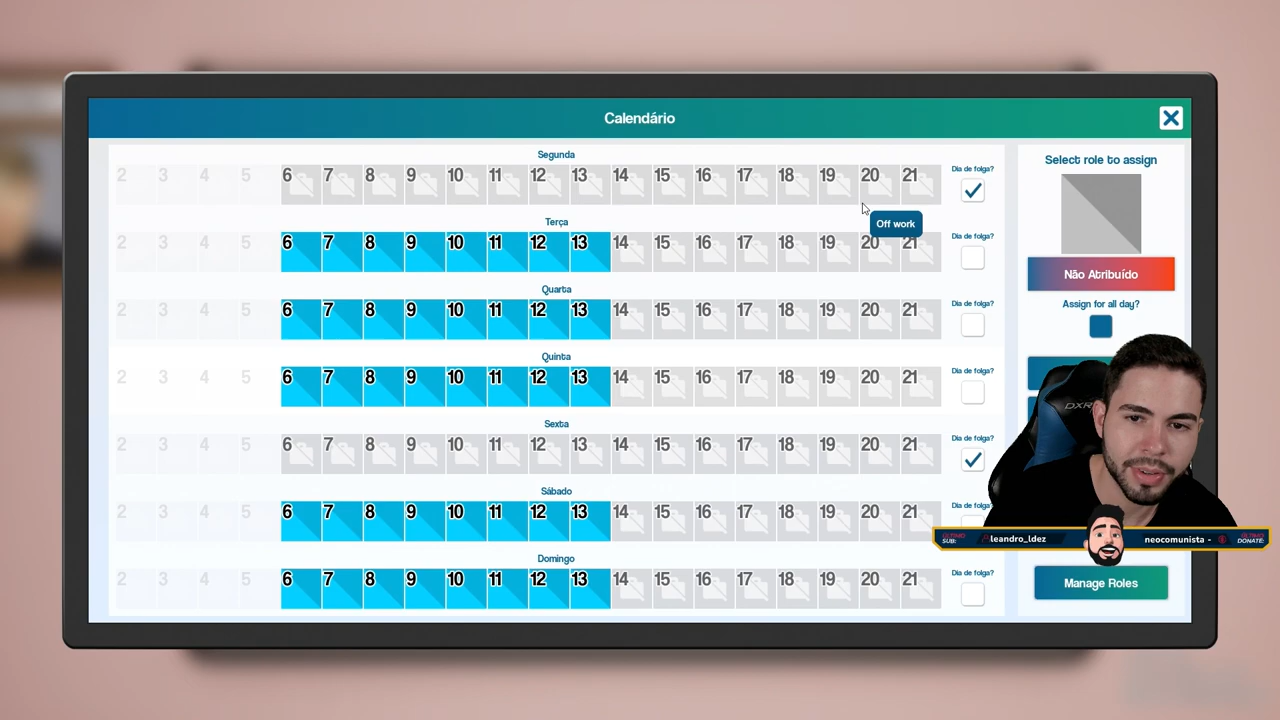 Calendário
Segunda
2 3 4 5 6 7 8 9 10 11 12 13 14 15 16 17 18 19 20 21
Dia de folga?
Off work
Terça
2 3 4 5 6 7 8 9 10 11 12 13 14 15 16 17 18 19 20 21
Dia de folga?
Quarta
2 3 4 5 6 7 8 9 10 11 12 13 14 15 16 17 18 19 20 21
Dia de folga?
Quinta
2 3 4 5 6 7 8 9 10 11 12 13 14 15 16 17 18 19 20 21
Dia de folga?
Sexta
2 3 4 5 6 7 8 9 10 11 12 13 14 15 16 17 18 19 20 21
Dia de folga?
Sábado
2 3 4 5 6 7 8 9 10 11 12 13 14 15 16 17 18 19 20 21
Dia de folga?
Domingo
2 3 4 5 6 7 8 9 10 11 12 13 14 15 16 17 18 19 20 21
Dia de folga?
Select role to assign
Não Atribuído
Assign for all day?
DXR
ÚLTIMO SUB:
leandro_ldez
neocomunista -
ÚLTIMO DONATE:
Manage Roles